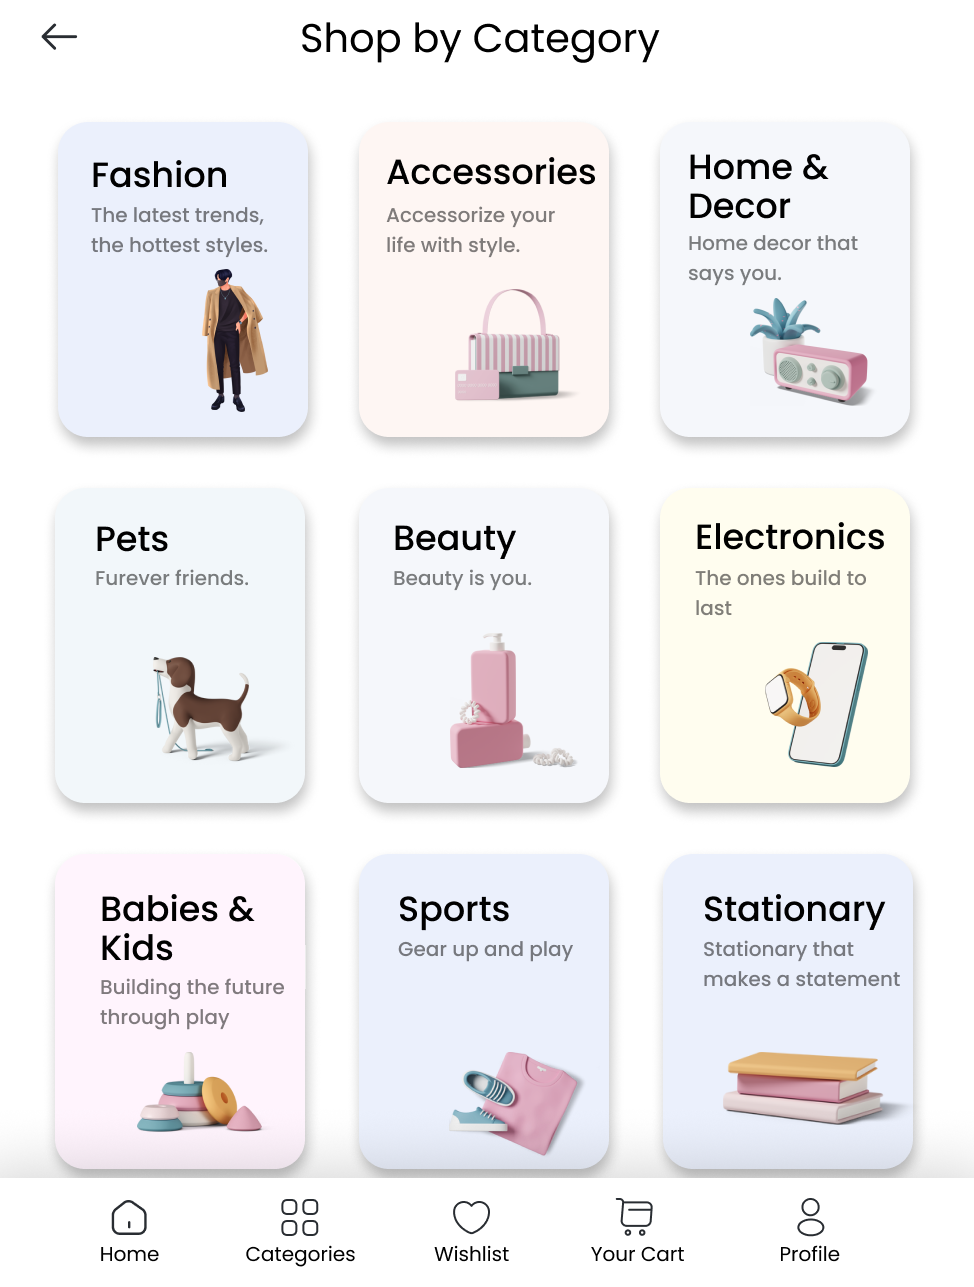 Shop by Category
Fashion
The latest trends,
the hottest styles.
Accessories
Accessorize your
life with style.
Home &
Decor
Home decor that
says you.
Pets
Furever friends.
Beauty
Beauty is you.
Electronics
The ones build to
last
Babies &
Kids
Building the future
through play
Sports
Gear up and play
Stationary
Stationary that
makes a statement
Home
Categories
Wishlist
Your Cart
Profile